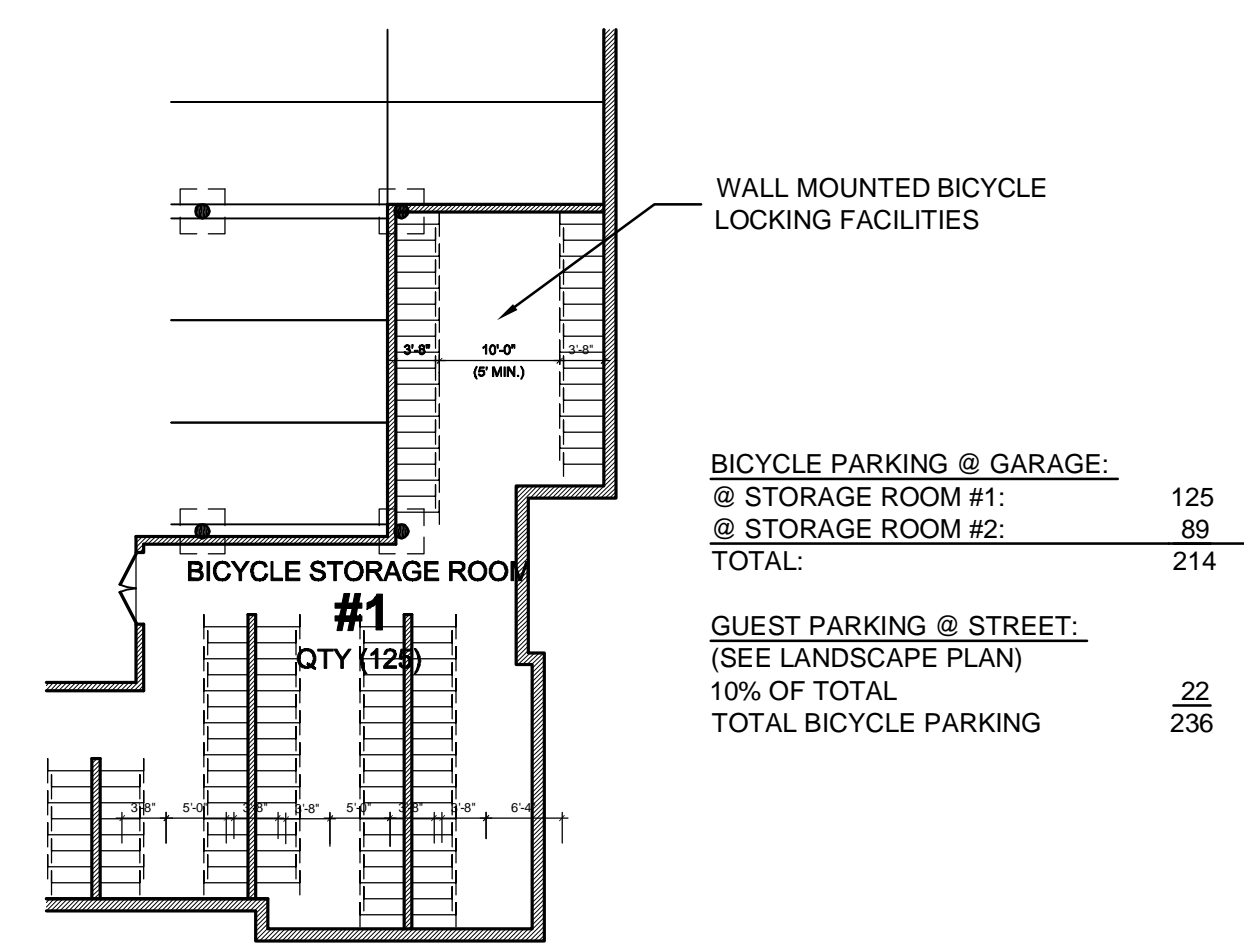 WALL MOUNTED BICYCLE
LOCKING FACILITIES
3'-8" 10'-0" 3'-8"
(5' MIN.)
BICYCLE STORAGE ROOM
#1
QTY (125)
3'-8" 5'-0" 3'-8" 3'-8" 5'-0" 3'-8" 3'-8" 6'-4
BICYCLE PARKING @ GARAGE:
@ STORAGE ROOM #1: 125
@ STORAGE ROOM #2: 89
TOTAL: 214
GUEST PARKING @ STREET:
(SEE LANDSCAPE PLAN)
10% OF TOTAL 22
TOTAL BICYCLE PARKING 236